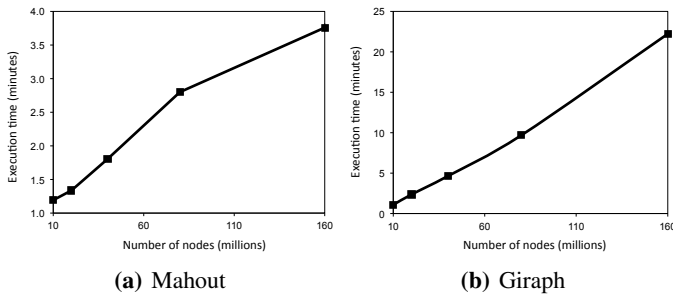 4.0
3.5
3.0
2.5
2.0
1.5
1.0
Execution time (minutes)
10 60 110 160
Number of nodes (millions)
(a) Mahout
25
20
15
10
5
0
Execution time (minutes)
10 60 110 160
Number of nodes (millions)
(b) Giraph